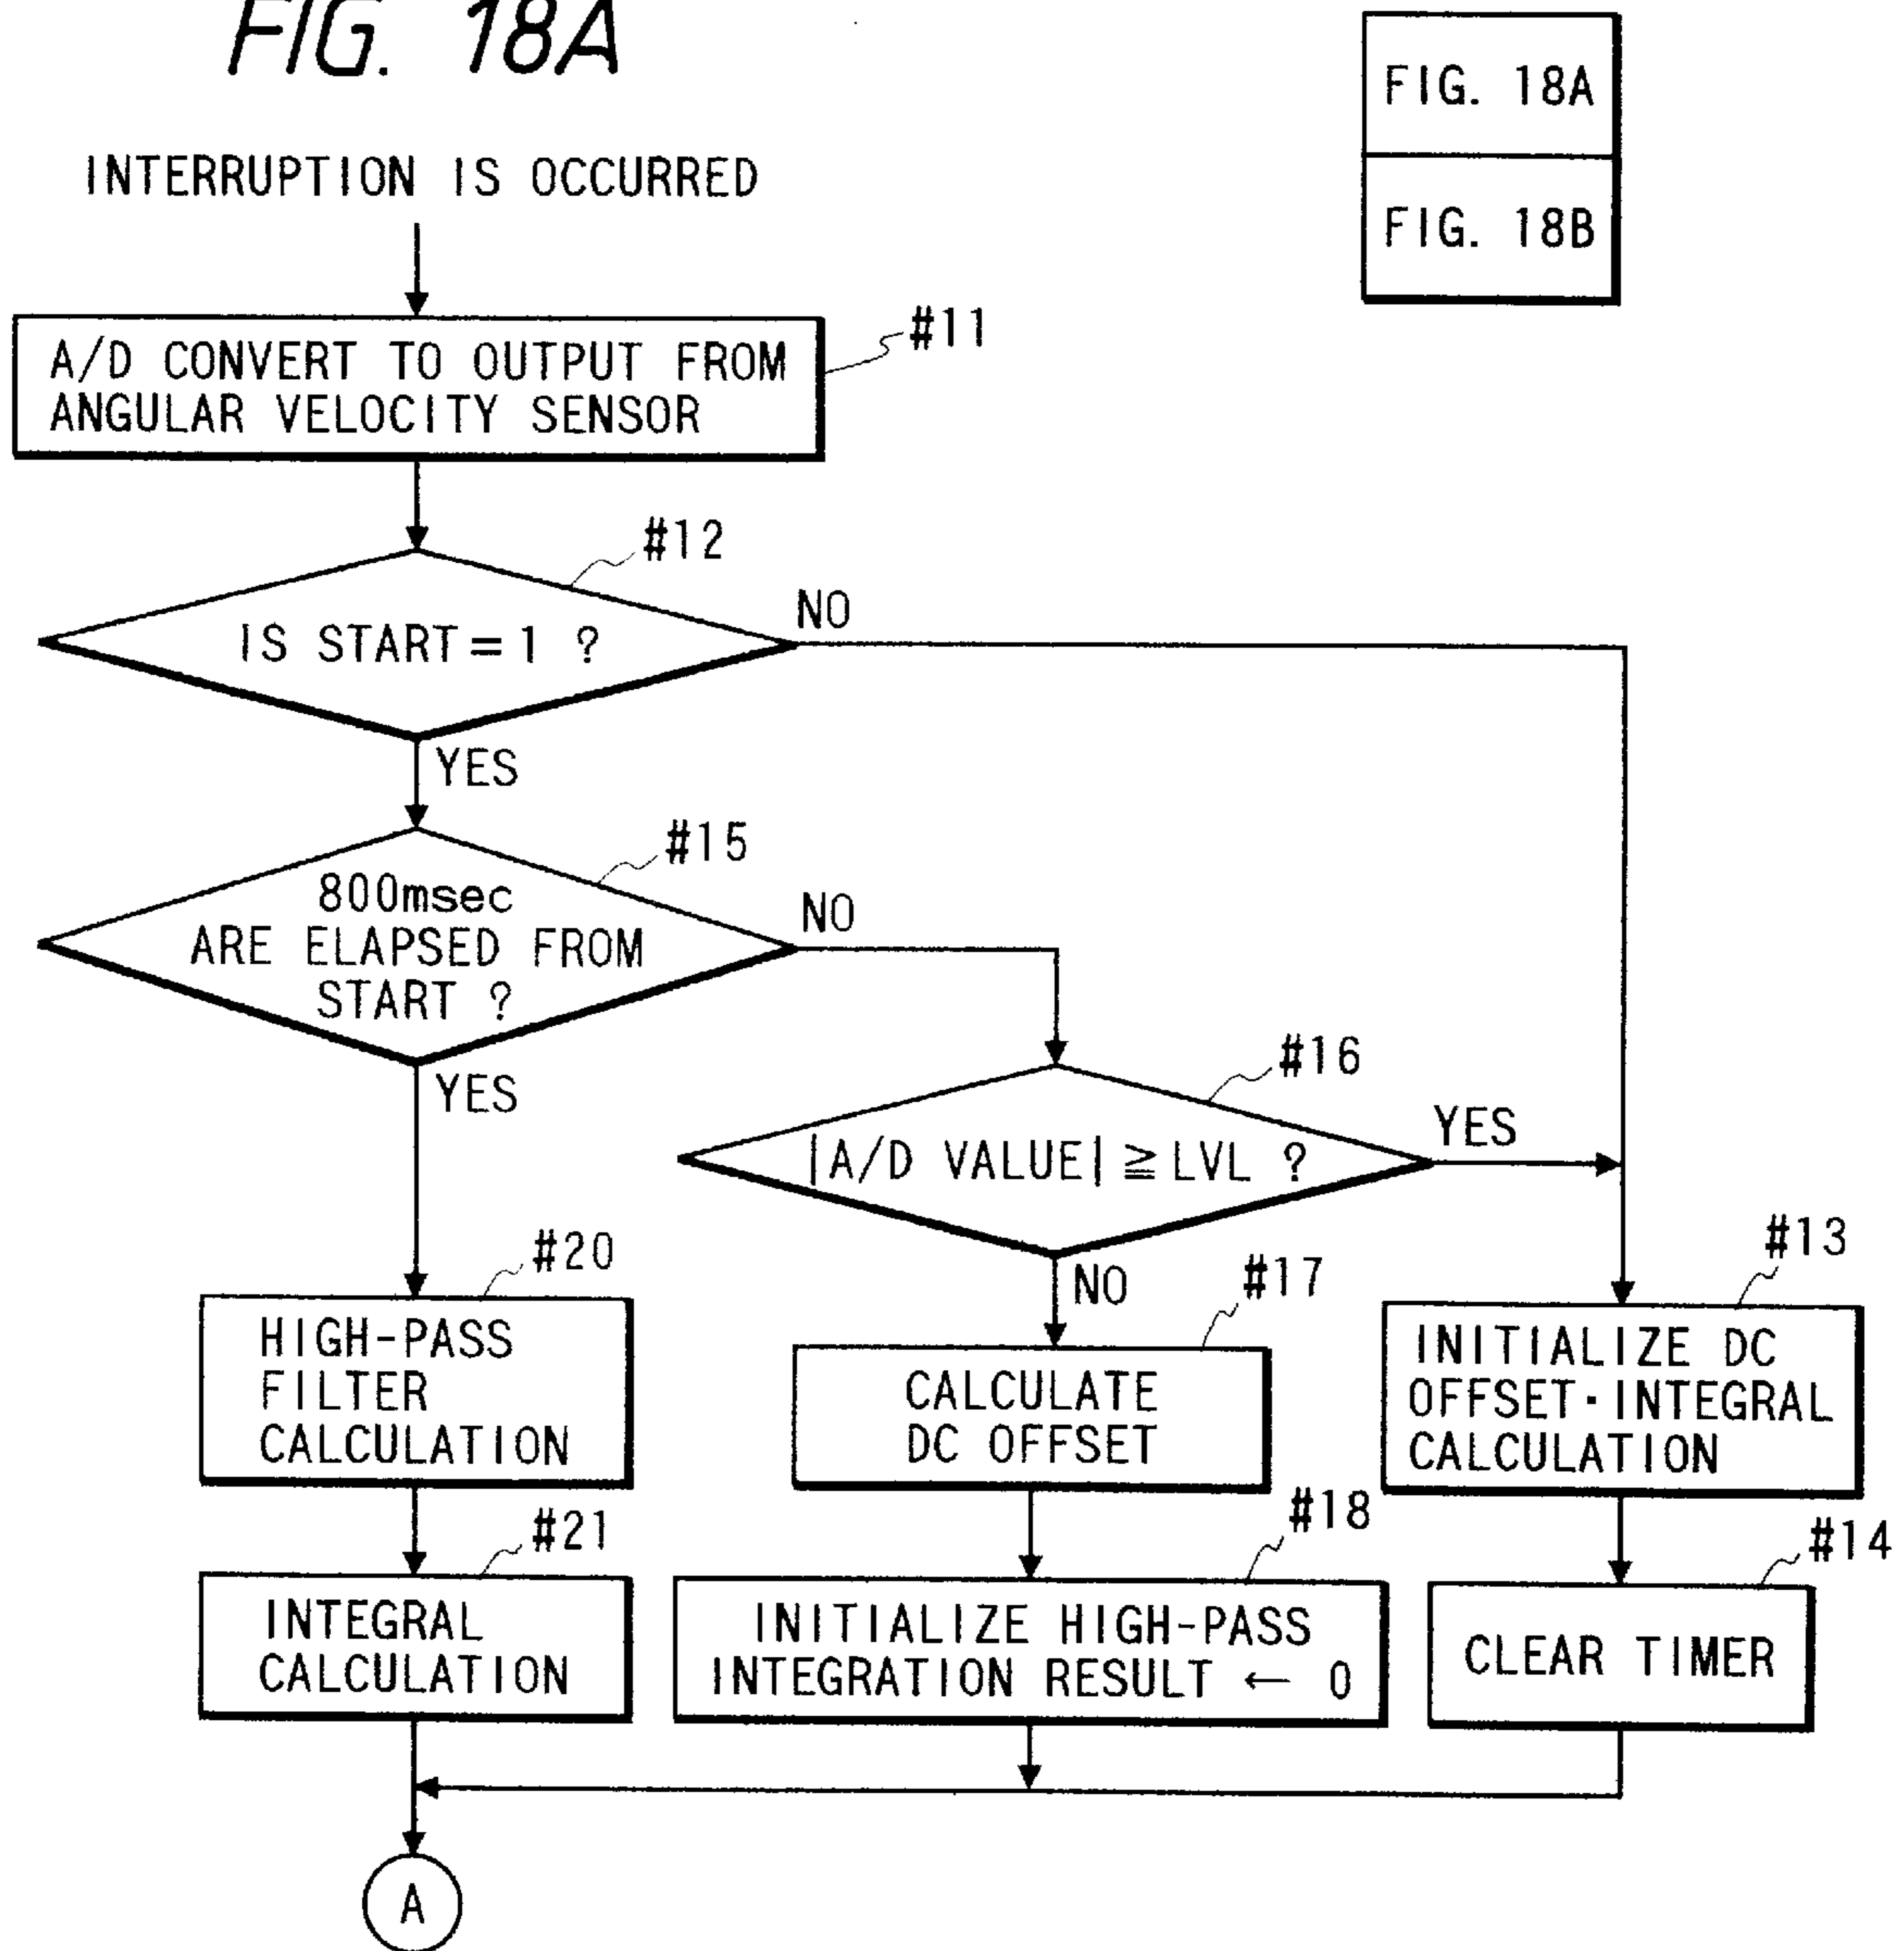 FIG. 18A
FIG. 18A
FIG. 18B
INTERRUPTION IS OCCURRED
#11
A/D CONVERT TO OUTPUT FROM
ANGULAR VELOCITY SENSOR
#12
IS START=1 ?
NO
YES
#15
800msec
ARE ELAPSED FROM
START ?
NO
YES
#16
|A/D VALUE| ≧ LVL ?
YES
NO
#20
HIGH-PASS
FILTER
CALCULATION
#17
CALCULATE
DC OFFSET
#13
INITIALIZE DC
OFFSET·INTEGRAL
CALCULATION
#21
INTEGRAL
CALCULATION
#18
INITIALIZE HIGH-PASS
INTEGRATION RESULT ← 0
#14
CLEAR TIMER
A